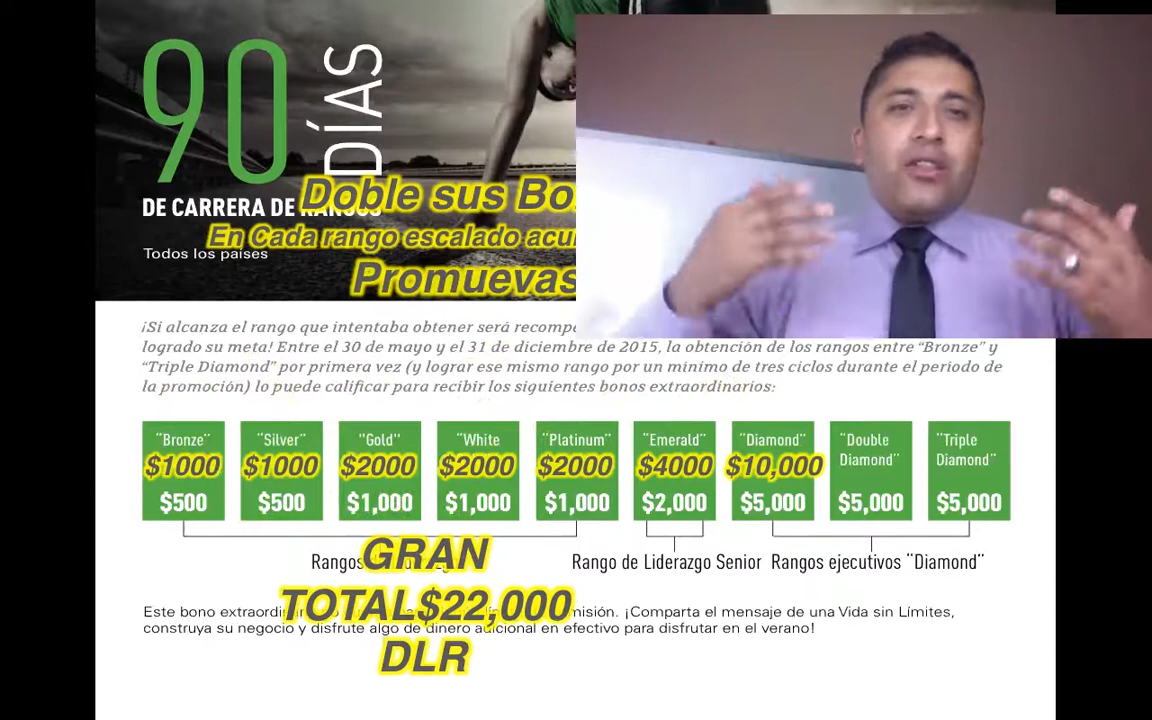 90
DÍAS
DE CARRERA DE RANGOS
Doble sus Bo
En Cada rango escalado acu
Todos los países
Promuevas
¡Si alcanza el rango que intentaba obtener será recompe
logrado su meta! Entre el 30 de mayo y el 31 de diciembre de 2015, la obtención de los rangos entre “Bronze” y
“Triple Diamond” por primera vez (y lograr ese mismo rango por un mínimo de tres ciclos durante el período de
la promoción) lo puede calificar para recibir los siguientes bonos extraordinarios:
"Bronze" "Silver" "Gold" "White "Platinum" "Emerald" "Diamond" "Double Diamond" "Triple Diamond"
$1000 $1000 $2000 $2000 $2000 $4000 $10,000
$500 $500 $1,000 $1,000 $1,000 $2,000 $5,000 $5,000 $5,000
Rangos
Rango de Liderazgo Senior
Rangos ejecutivos "Diamond"
GRAN
TOTAL$22,000
DLR
Este bono extraordin misión. ¡Comparta el mensaje de una Vida sin Límites,
construya su negocio y disfrute algo de dinero adicional en efectivo para disfrutar en el verano!